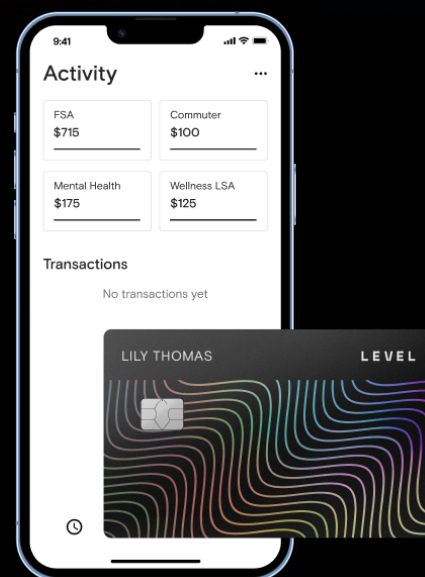 9:41
Activity
FSA
$715
Commuter
$100
Mental Health
$175
Wellness LSA
$125
Transactions
No transactions yet
LILY THOMAS
LEVEL